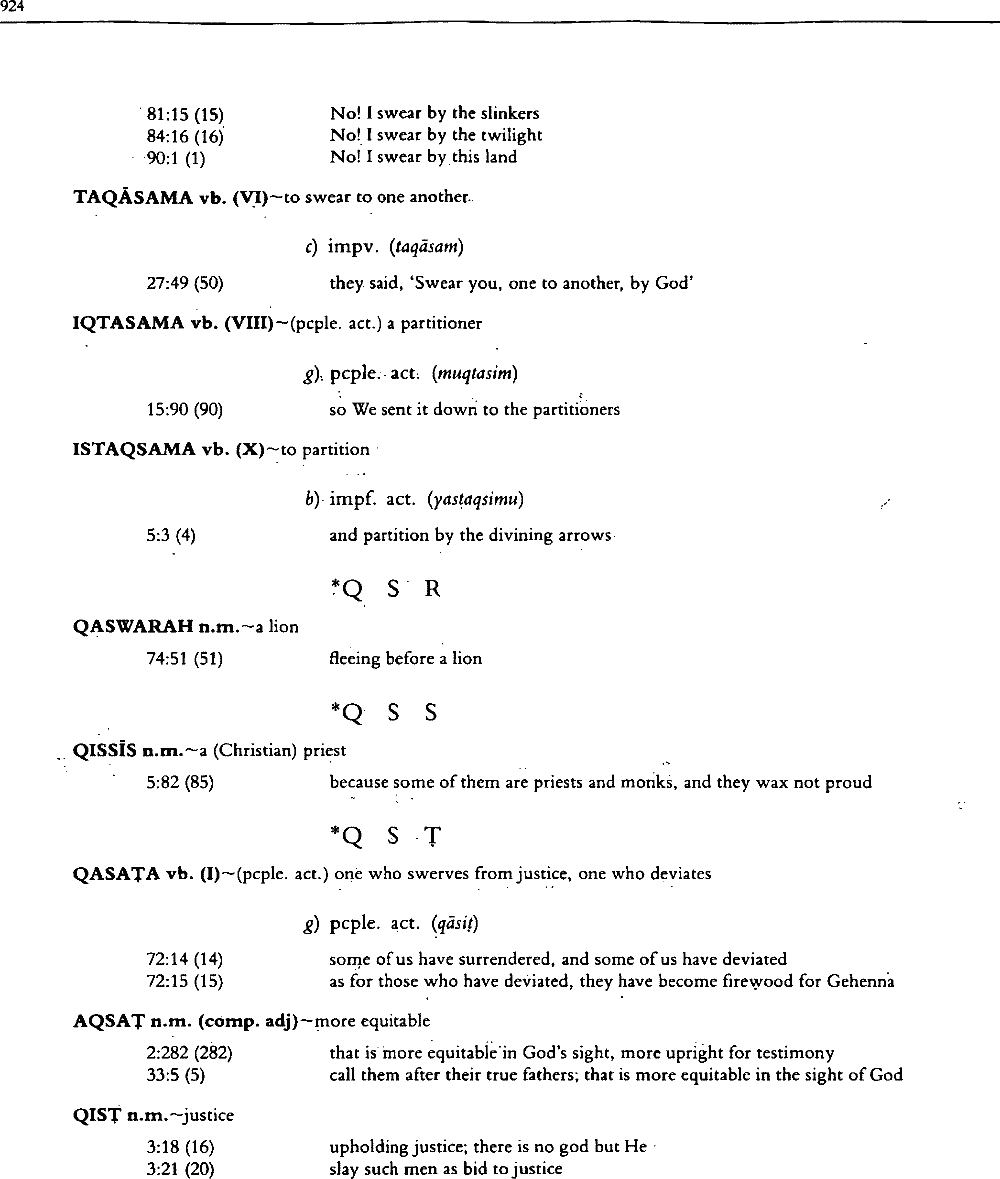 924
81:15 (15) No! I swear by the slinkers
84:16 (16) No! I swear by the twilight
90:1 (1) No! I swear by this land
TAQĀSAMA vb. (VI)~to swear to one another
c) impv. (taqāsam)
27:49 (50) they said, ‘Swear you, one to another, by God’
IQTASAMA vb. (VIII)~(pcple. act.) a partitioner
g) pcple. act. (muqtasim)
15:90 (90) so We sent it down to the partitioners
ISTAQSAMA vb. (X)~to partition
b) impf. act. (yastaqsimu)
5:3 (4) and partition by the divining arrows
*Q S R
QASWARAH n.m.~a lion
74:51 (51) fleeing before a lion
*Q S S
QISSĪS n.m.~a (Christian) priest
5:82 (85) because some of them are priests and monks, and they wax not proud
*Q S Ṭ
QASAṬA vb. (I)~(pcple. act.) one who swerves from justice, one who deviates
g) pcple. act. (qāsiṭ)
72:14 (14) some of us have surrendered, and some of us have deviated
72:15 (15) as for those who have deviated, they have become firewood for Gehenna
AQSAṬ n.m. (comp. adj)~more equitable
2:282 (282) that is more equitable in God's sight, more upright for testimony
33:5 (5) call them after their true fathers; that is more equitable in the sight of God
QISṬ n.m.~justice
3:18 (16) upholding justice; there is no god but He
3:21 (20) slay such men as bid to justice